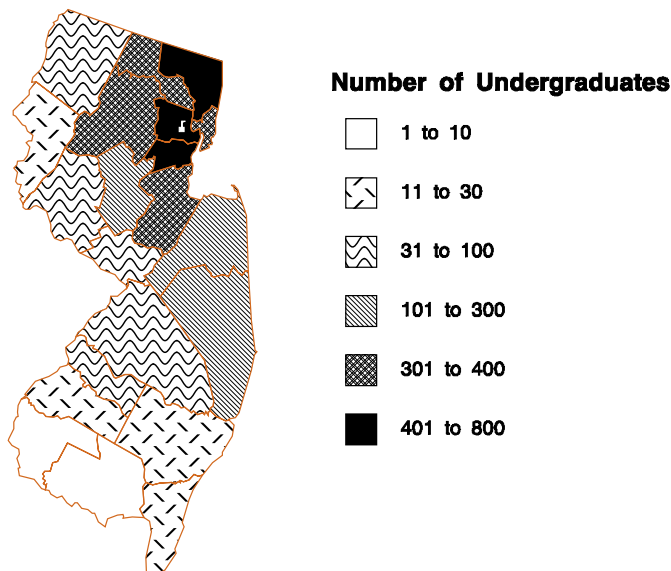 Number of Undergraduates
1 to 10
11 to 30
31 to 100
101 to 300
301 to 400
401 to 800